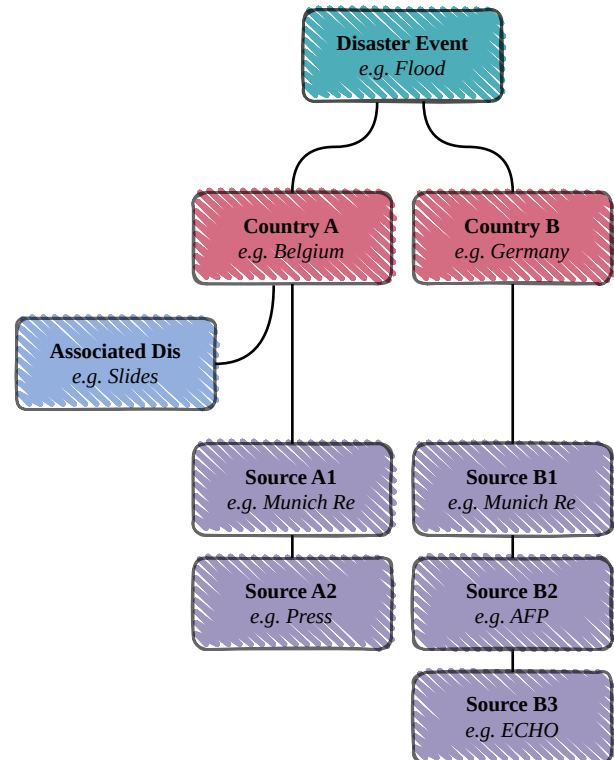 Disaster Event
e.g. Flood
Country A
e.g. Belgium
Country B
e.g. Germany
Associated Dis
e.g. Slides
Source A1
e.g. Munich Re
Source B1
e.g. Munich Re
Source A2
e.g. Press
Source B2
e.g. AFP
Source B3
e.g. ECHO